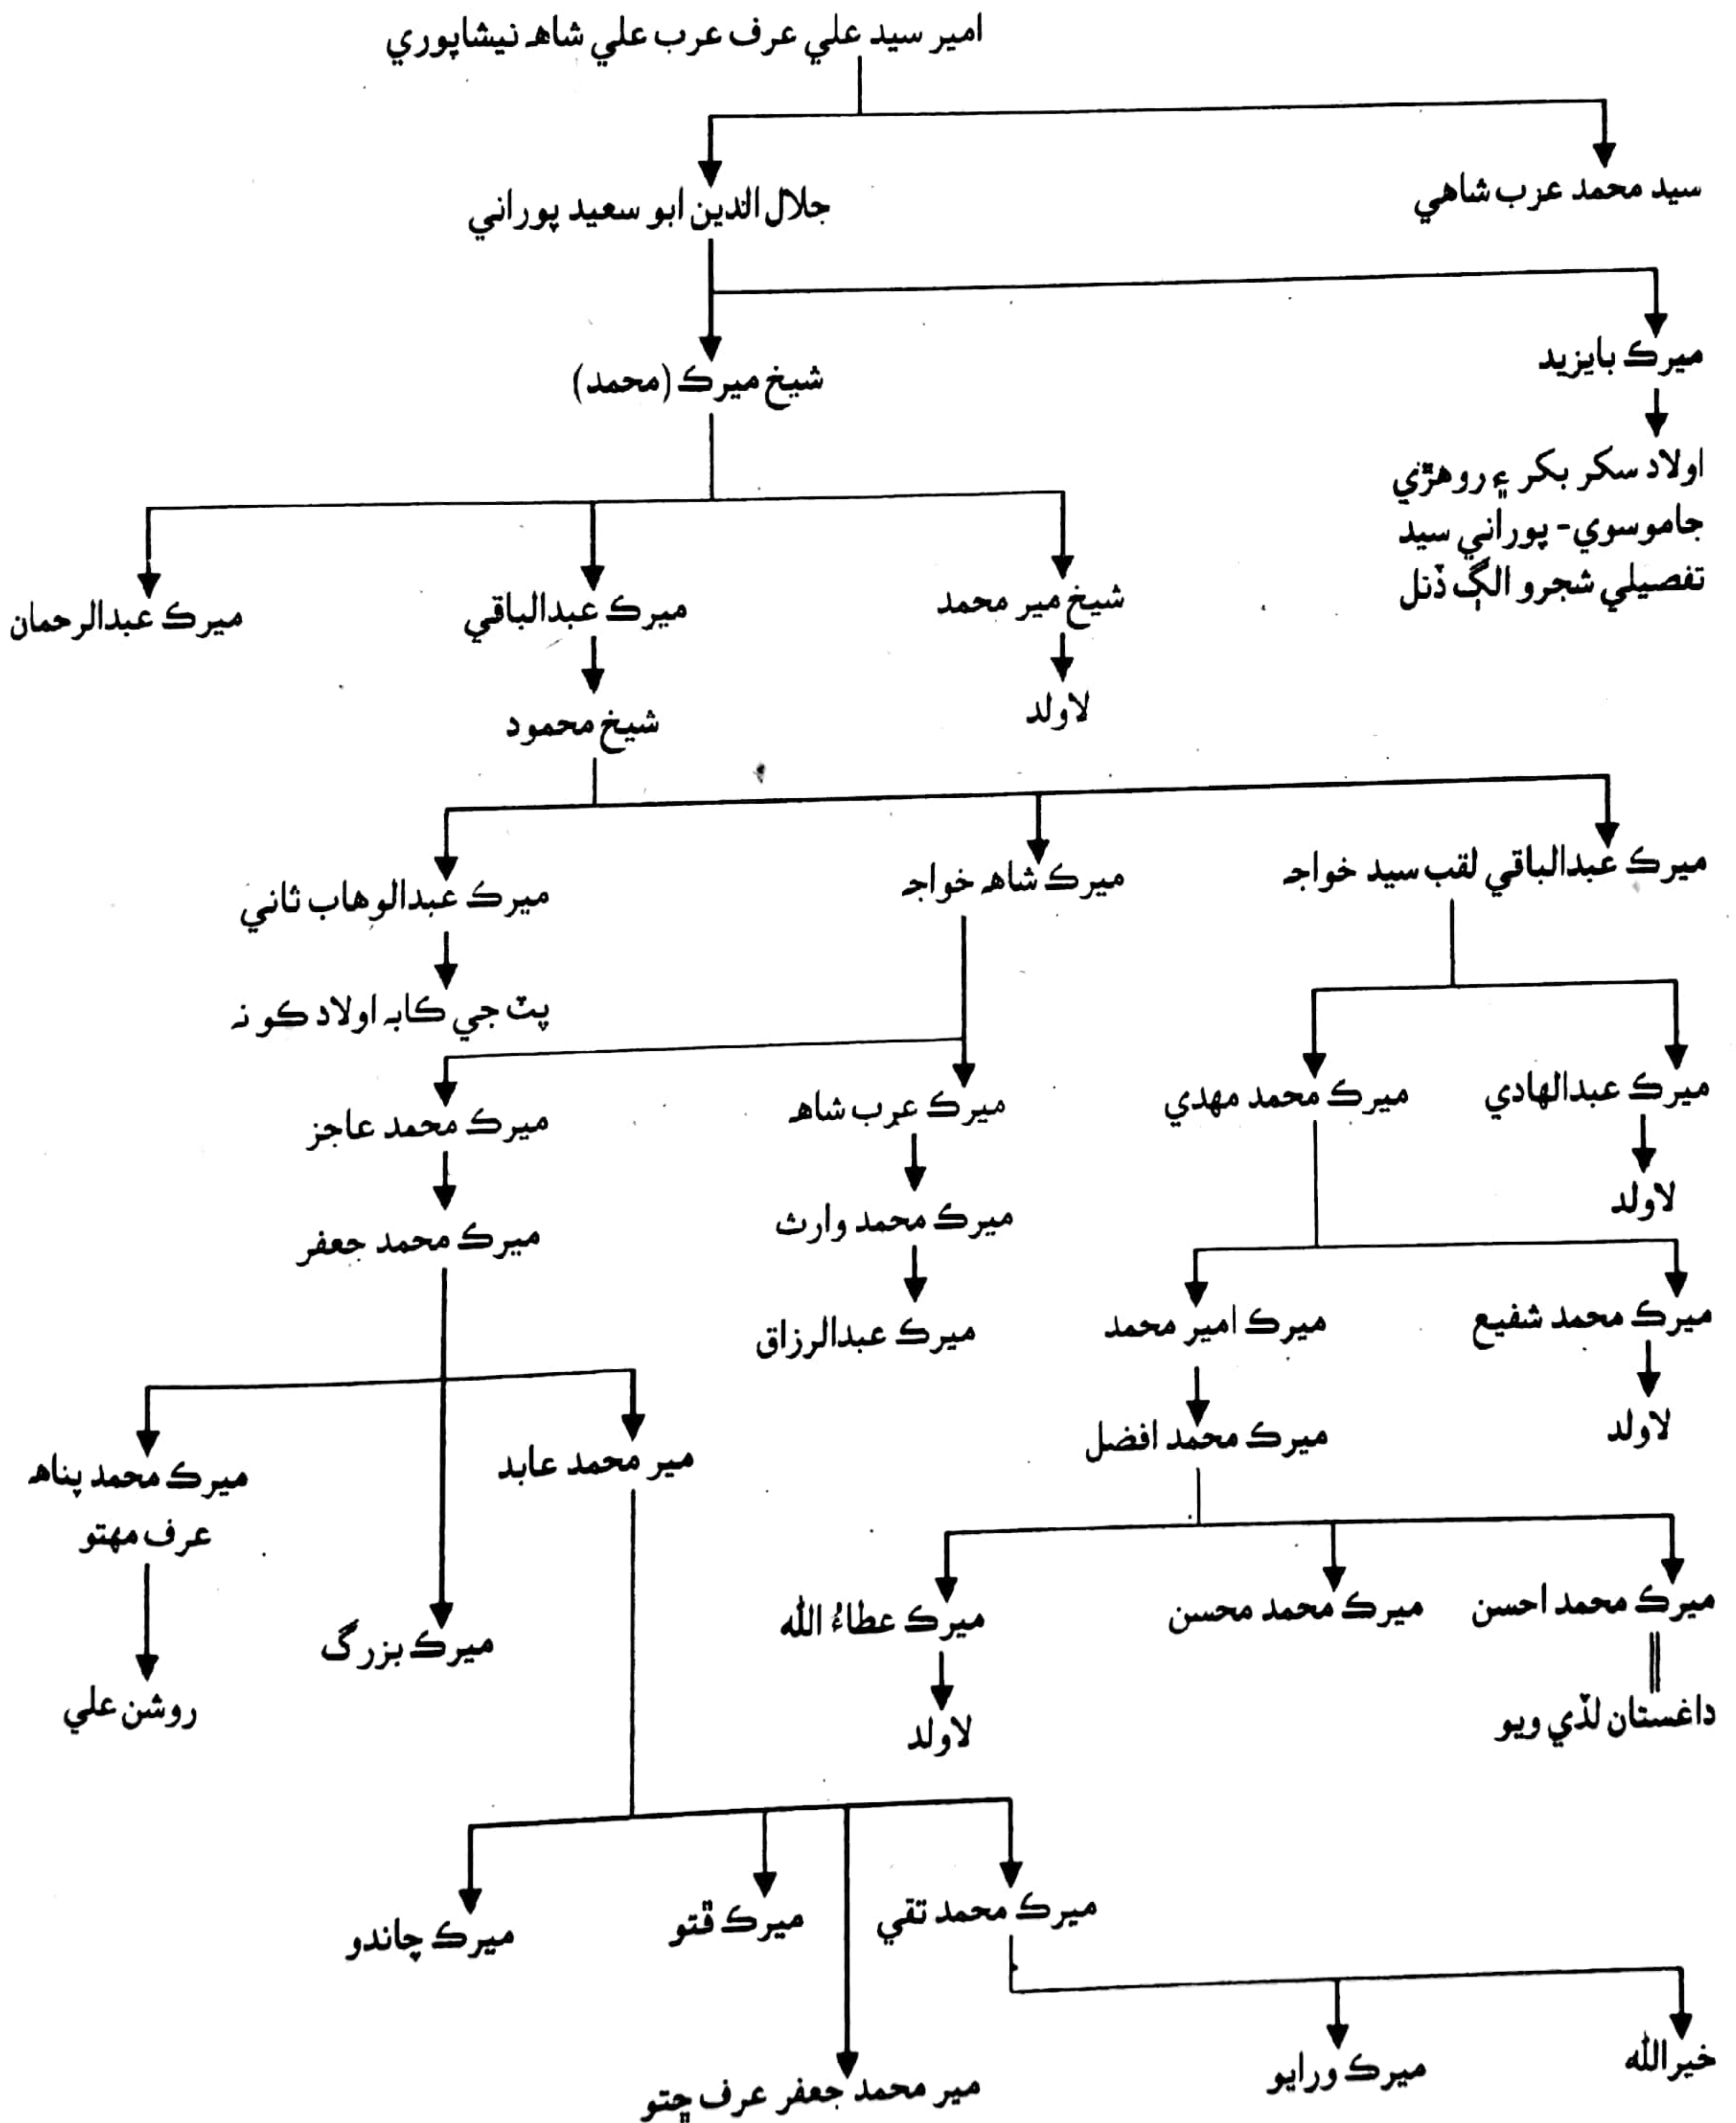 امير سيد علي عرف عرب علي شاهہ نيشاپوري
سيد محمد عرب شاهي
جلال الدين ابو سعيد پوراني
ميرڪ بايزيد
شيخ ميرڪ (محمد)
اولاد سکر بکر ۽ روهڙي
جاموسوي - پوراني سيد
تفصيلي شجرو الڳ ڏنل
شيخ مير محمد
ميرڪ عبدالباقي
ميرڪ عبدالرحمان
لاولد
شيخ محمود
ميرڪ عبدالباقي لقب سيد خواجہ
ميرڪ شاهہ خواجہ
ميرڪ عبدالوهاب ثاني
پٽ جي ڪابہ اولاد ڪو نہ
ميرڪ عبدالهادي
ميرڪ محمد مهدي
ميرڪ عرب شاهہ
ميرڪ محمد عاجز
لاولد
ميرڪ محمد وارث
ميرڪ محمد جعفر
ميرڪ محمد شفيع
ميرڪ امير محمد
ميرڪ عبدالرزاق
لاولد
ميرڪ محمد افضل
مير محمد عابد
ميرڪ محمد پناهہ
عرف مهتو
ميرڪ محمد احسن
ميرڪ محمد محسن
ميرڪ عطاءُ الله
ميرڪ بزرگ
داغستان لڏي ويو
لاولد
روشن علي
ميرڪ محمد تقي
ميرڪ ڦتو
ميرڪ چاندو
خيرالله
ميرڪ ورايو
مير محمد جعفر عرف ڇتو